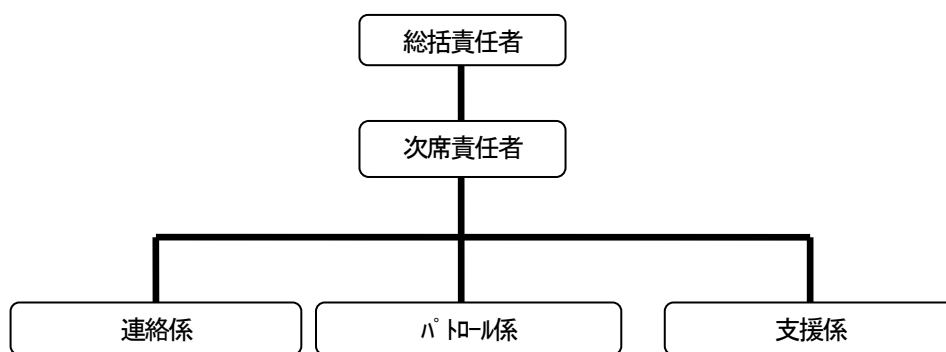 総括責任者
次席責任者
連絡係
パトロール係
支援係